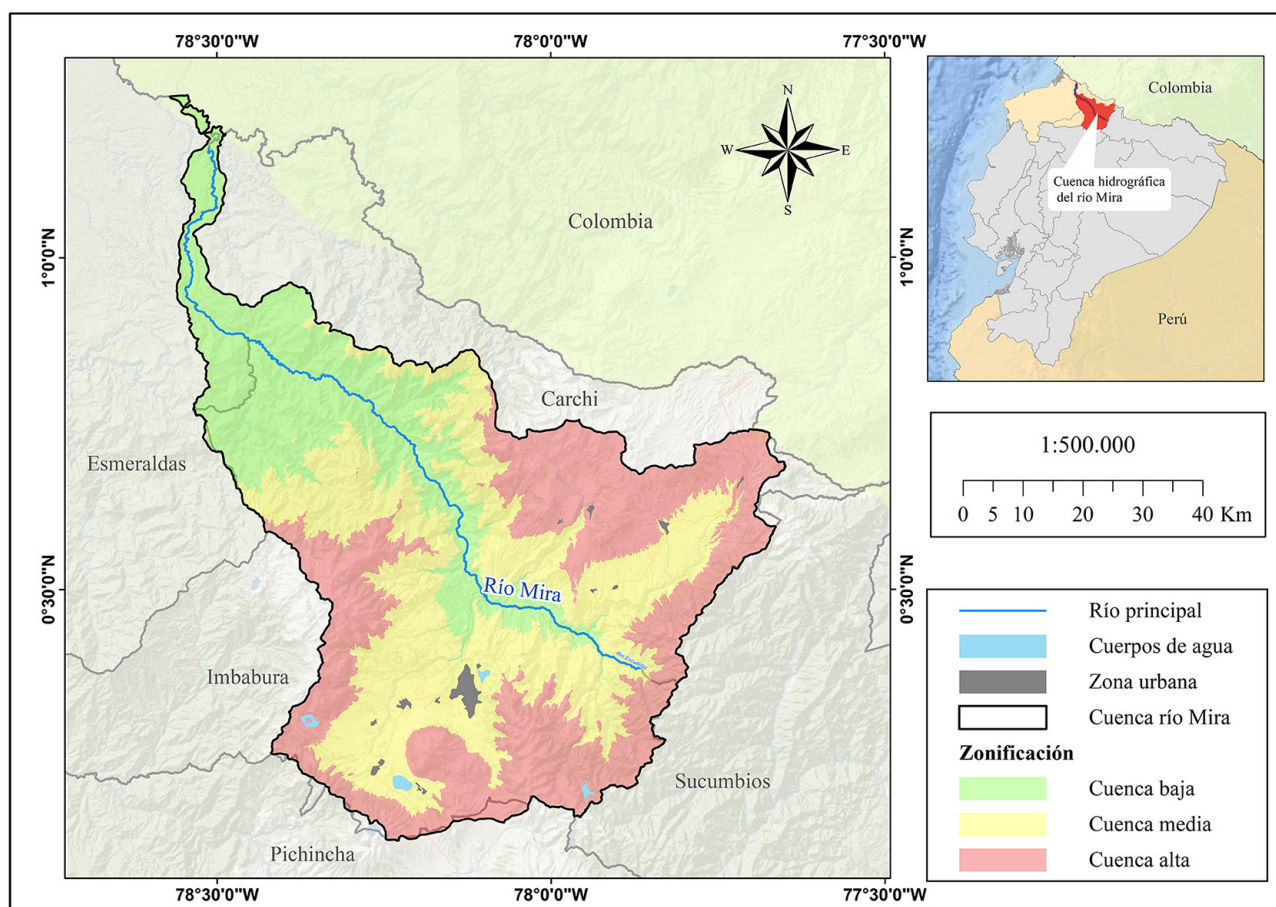 78°30'0"W
78°0'0"W
77°30'0"W
1°0'0"N
0°30'0"N
N
W
E
S
Colombia
Carchi
Esmeraldas
Río Mira
Río Escudillas
Imbabura
Sucumbios
Pichincha
1°0'0"N
0°30'0"N
78°30'0"W
78°0'0"W
77°30'0"W
Colombia
Cuenca hidrográfica
del río Mira
Perú
1:500.000
0 5 10 20 30 40 Km
Río principal
Cuerpos de agua
Zona urbana
Cuenca río Mira
Zonificación
Cuenca baja
Cuenca media
Cuenca alta